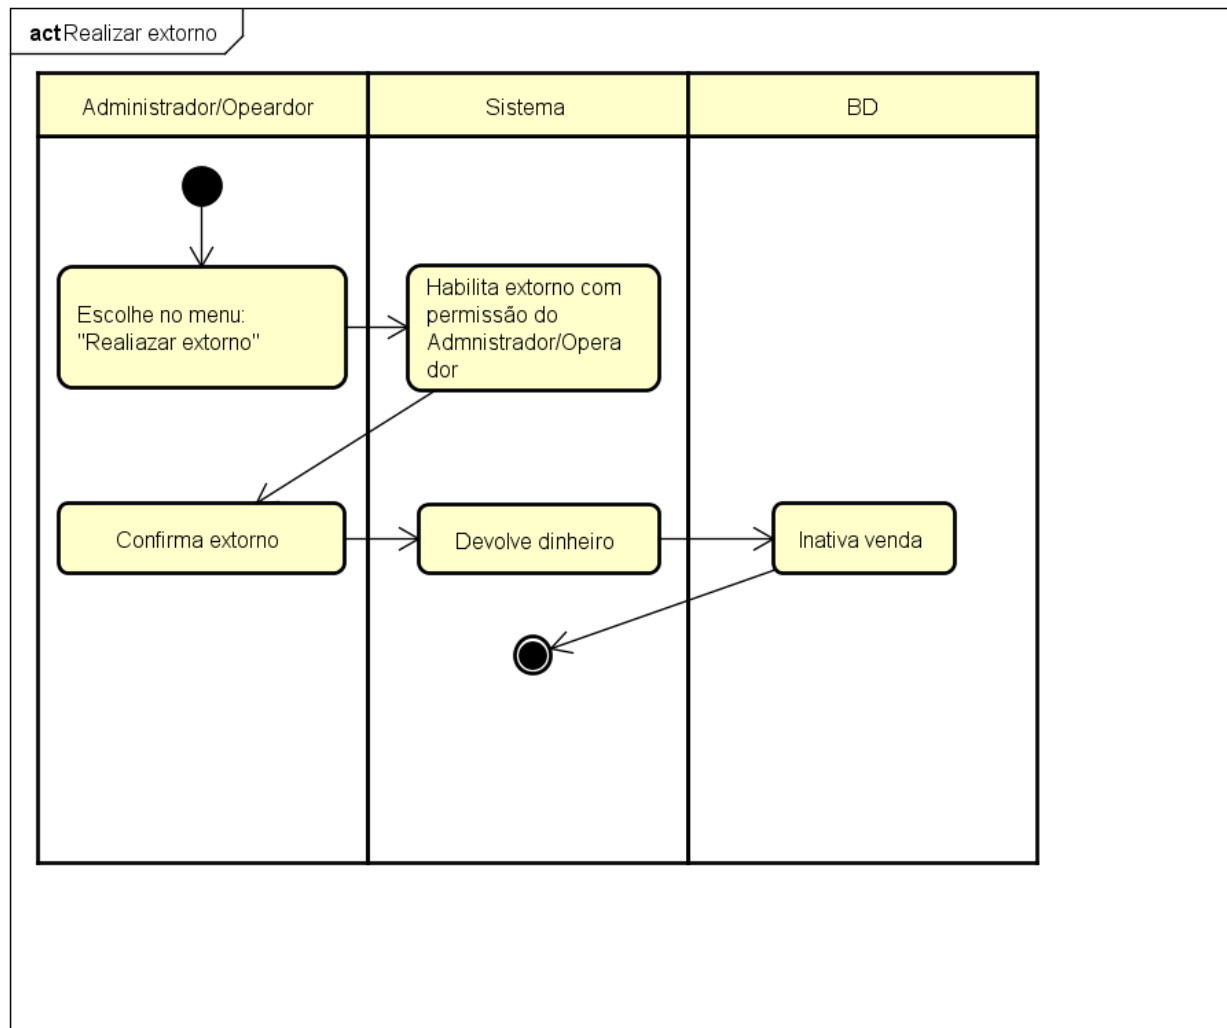 act Realizar extorno
Administrador/Opeardor
Sistema
BD
Escolhe no menu:
"Realiazar extorno"
Habilita extorno com
permissão do
Admnistrador/Opera
dor
Confirma extorno
Devolve dinheiro
Inativa venda